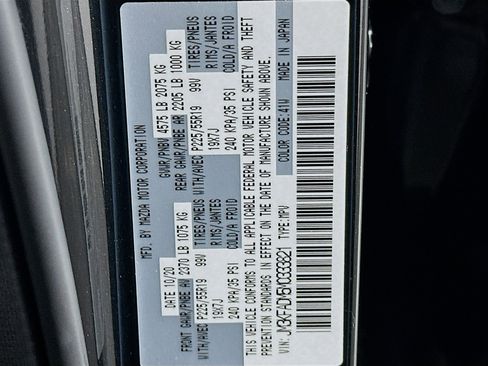 MFD. BY MAZDA MOTOR CORPORATION
DATE 10/20 GVWR/PNBV 4575 LB 2075 KG
FRONT GAWR/PNBE AV 2370 LB 1075 KG REAR GAWR/PNBE AR 2205 LB 1000 KG
WITH/AVEC P225/55R19 99V TIRES/PNEUS WITH/AVEC P225/55R19 99V TIRES/PNEUS
19X7J RIMS/JANTES 19X7J RIMS/JANTES
240 KPA/35 PSI COLD/A FROID 240 KPA/35 PSI COLD/A FROID
THIS VEHICLE CONFORMS TO ALL APPLICABLE FEDERAL MOTOR VEHICLE SAFETY AND THEFT
PREVENTION STANDARDS IN EFFECT ON THE DATE OF MANUFACTURE SHOWN ABOVE.
COLOR CODE: 41W MADE IN JAPAN
VIN: TYPE: MPV